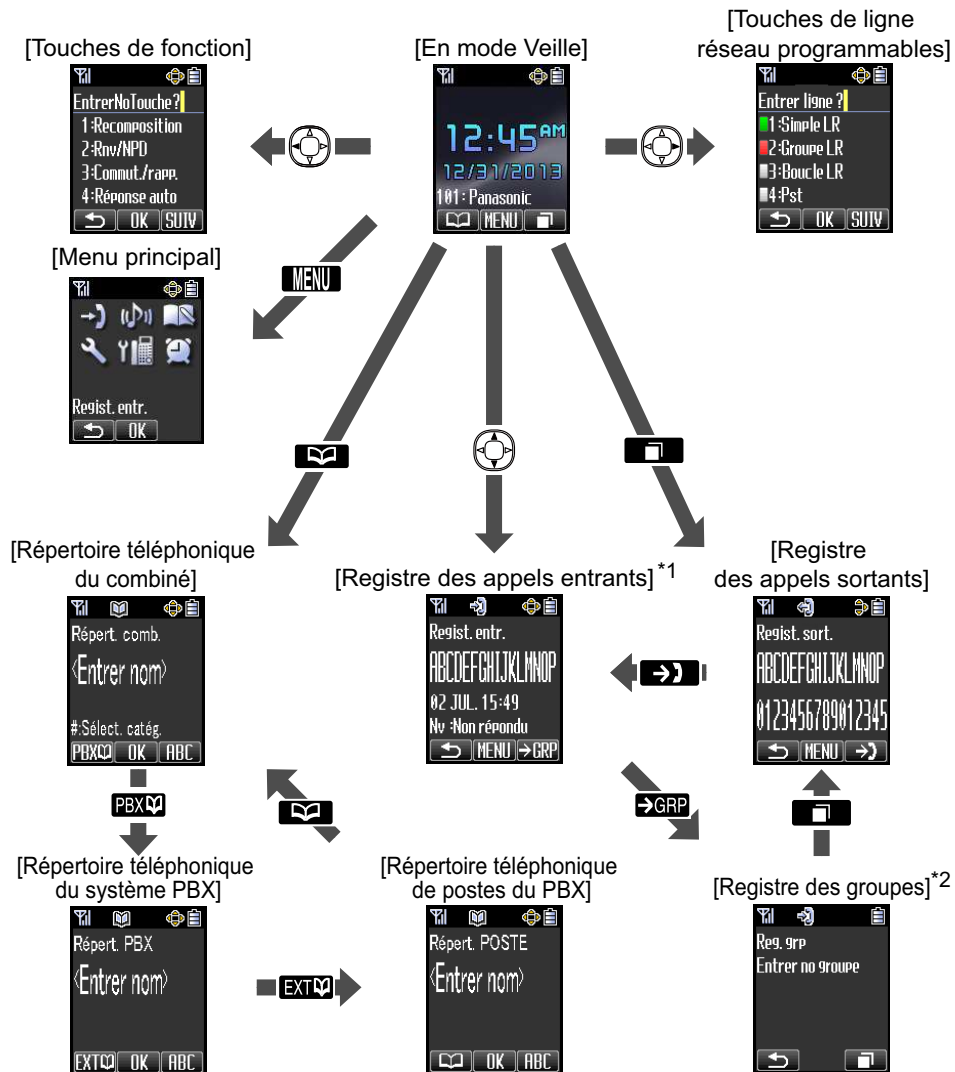 [Touches de fonction]
EntrerNoTouche?
1:Recomposition
2:Rnv/NPD
3:Commut./rapp.
4:Réponse auto
OK SUIV
[En mode Veille]
12:45AM
12/31/2013
101: Panasonic
MENU
[Touches de ligne
réseau programmables]
Entrer ligne ?
1:Simple LR
2:Groupe LR
3:Boucle LR
4:Pst
OK SUIV
[Menu principal]
Regist. entr.
OK
MENU
[Répertoire téléphonique
du combiné]
Répert. comb.
<Entrer nom>
#:Sélect. catég.
PBX OK ABC
[Registre des appels entrants]*1
Regist. entr.
ABCDEFGHIJKLMNOP
02 JUL. 15:49
Nv :Non répondu
MENU →GRP
[Registre
des appels sortants]
Regist. sort.
ABCDEFGHIJKLMNOP
0123456789012345
MENU
PBX
→GRP
[Répertoire téléphonique
du système PBX]
Répert. PBX
<Entrer nom>
EXT OK ABC
EXT
[Répertoire téléphonique
de postes du PBX]
Répert. POSTE
<Entrer nom>
OK ABC
[Registre des groupes]*2
Reg. grp
Entrer no groupe